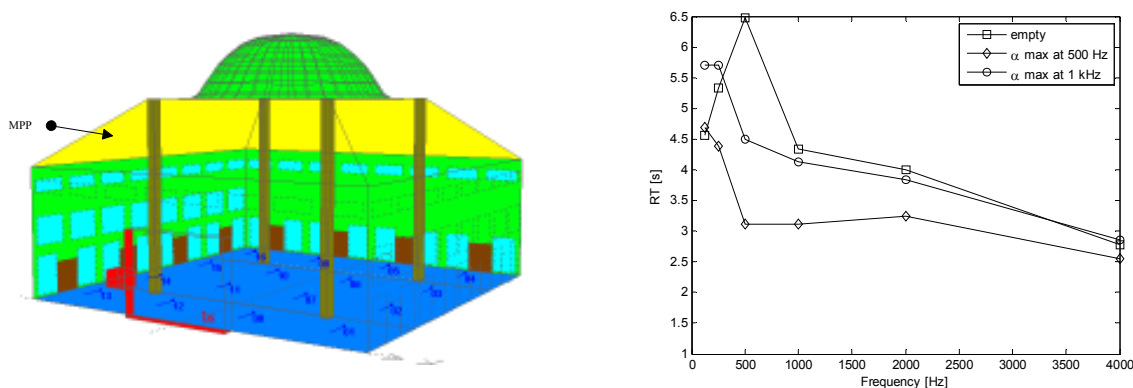 MPP
RT [s]
6.5
6
5.5
5
4.5
4
3.5
3
2.5
2
1.5
1
empty
α max at 500 Hz
α max at 1 kHz
0 500 1000 1500 2000 2500 3000 3500 4000
Frequency [Hz]